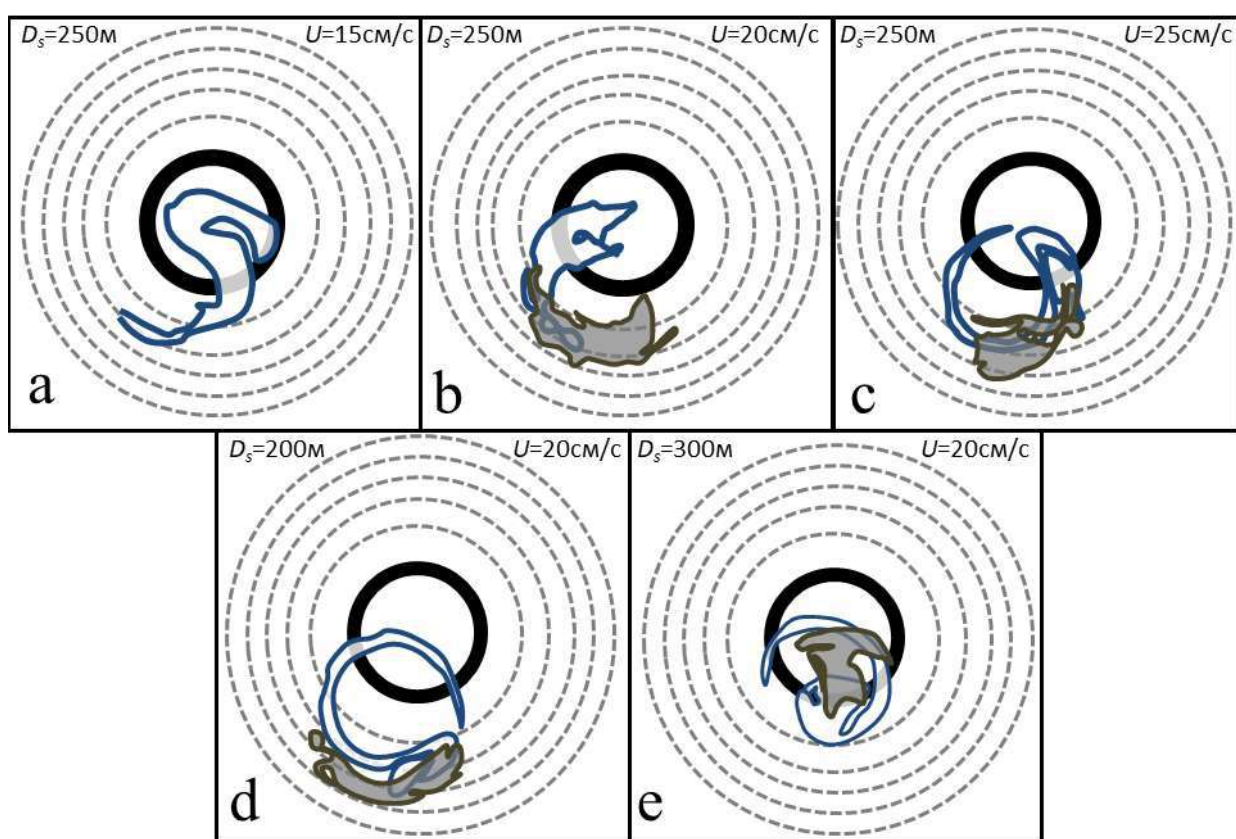 Dₛ=250м U=15см/с
Dₛ=250м U=20см/с
Dₛ=250м U=25см/с
a
b
c
Dₛ=200м U=20см/с
Dₛ=300м U=20см/с
d
e